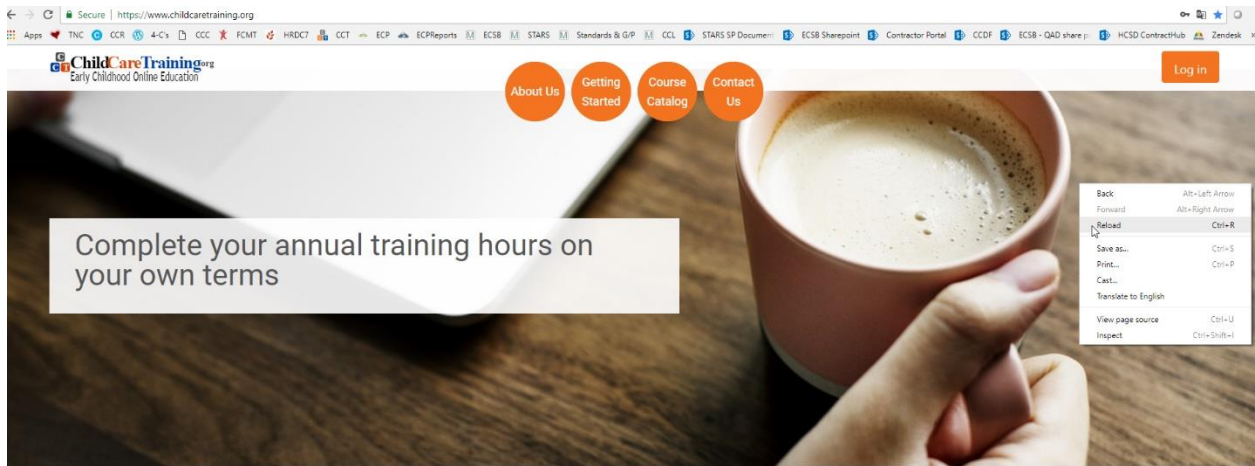 Secure | https://www.childcaretraining.org
Apps TNC CCR 4-C's CCC FCMT HRDC7 CCT ECP ECPReports ECSB STARS Standards & G/P CCL STARS SP Document ECSB Sharepoint Contractor Portal CCDF ECSB - QAD share p HCSD ContractHub Zendesk
ChildCareTraining.org
Early Childhood Online Education
About Us
Getting
Started
Course
Catalog
Contact
Us
Log in
Complete your annual training hours on
your own terms
Back Alt+Left Arrow
Forward Alt+Right Arrow
Reload Ctrl+R
Save as... Ctrl+S
Print... Ctrl+P
Cast...
Translate to English
View page source Ctrl+U
Inspect Ctrl+Shift+I